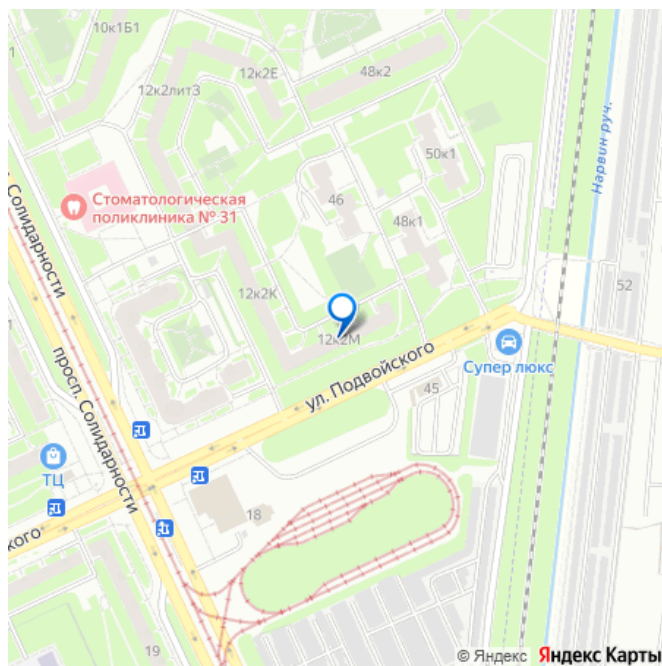 10к1Б1
12к2Е
48к2
12к2лит3
50к1
Нарвин руч.
Стоматологическая
поликлиника № 31
46
48к1
Солидарности
12к2К
52
12к2М
ул. Подвойского
Супер люкс
просп. Солидарности
45
ТЦ
18
кого
19
© Яндекс Яндекс Карты